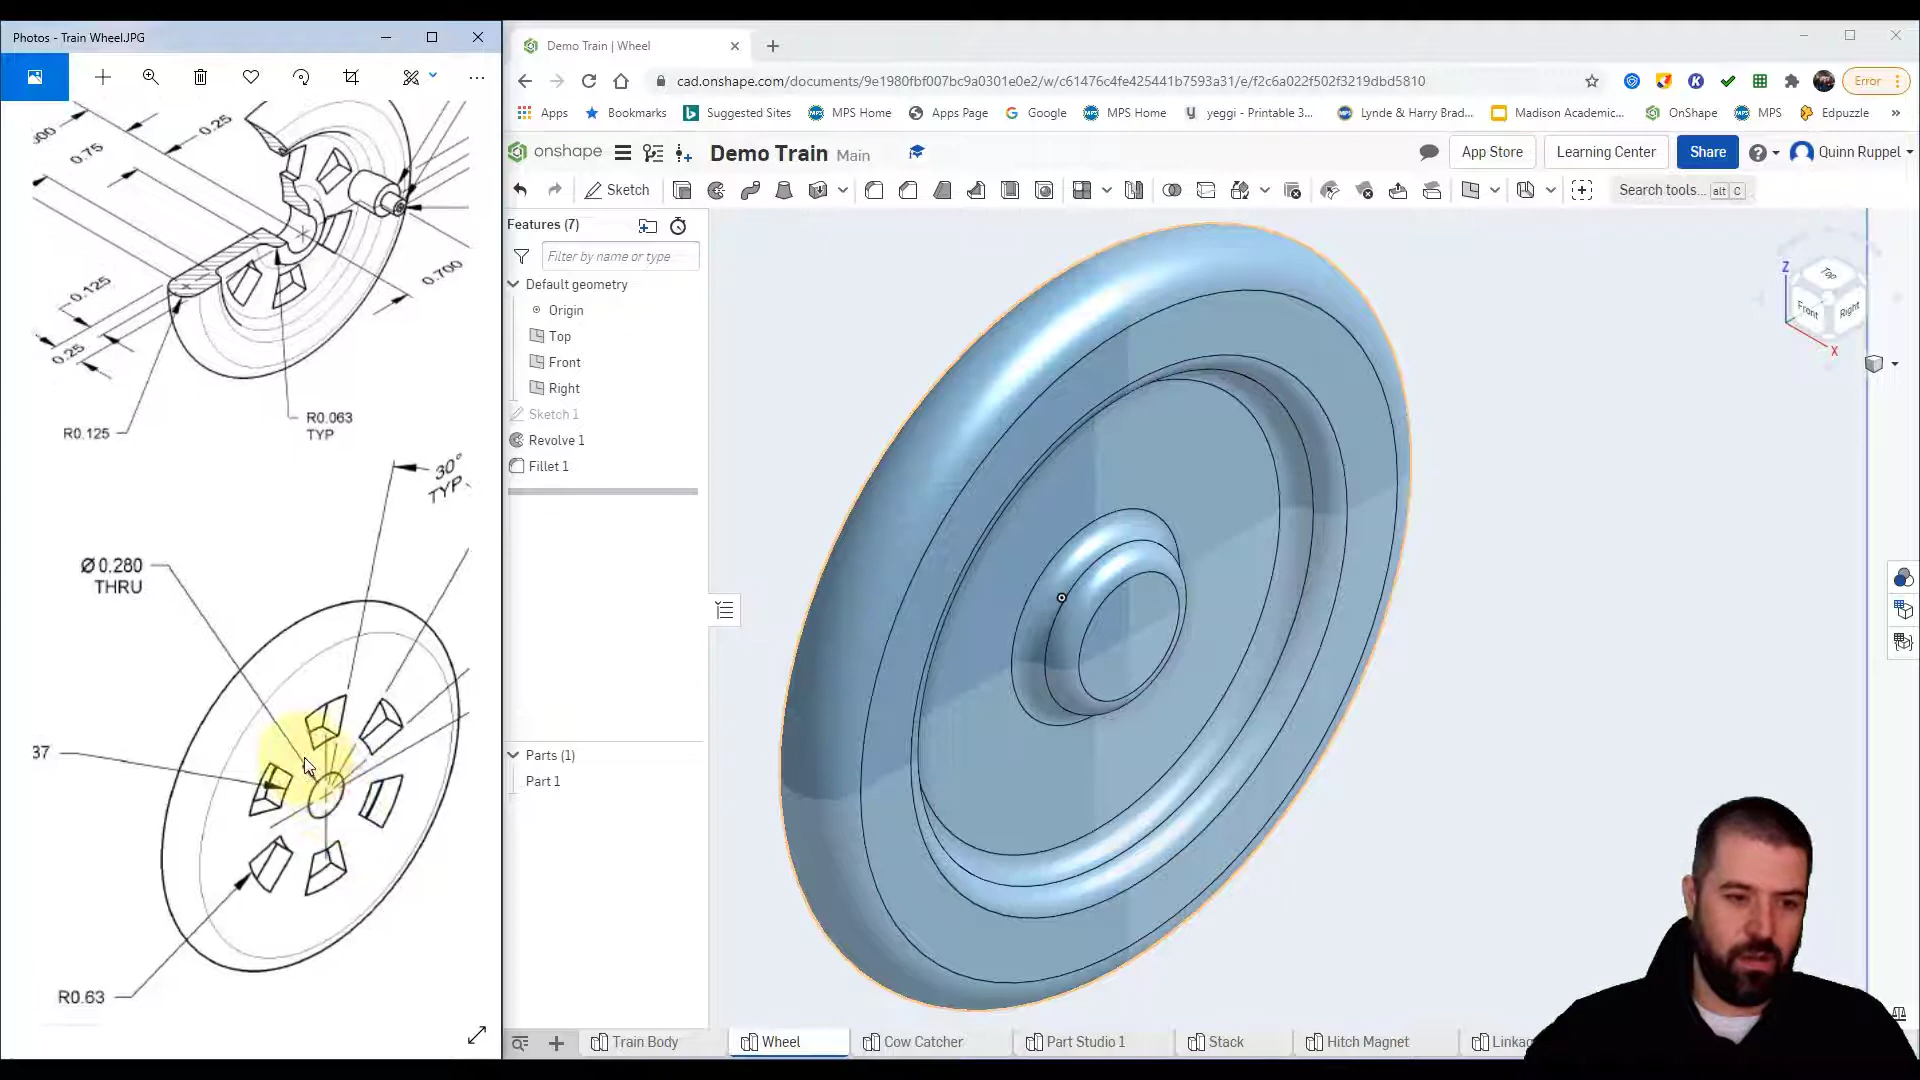 Photos - Train Wheel.JPG
0.25
0.75
0.125
0.25
0.700
R0.125
R0.063
TYP
30°
TYP.
Ø 0.280
THRU
37
R0.63
Demo Train | Wheel
cad.onshape.com/documents/9e1980fbf007bc9a0301e0e2/w/c61476c4fe425441b7593a31/e/f2c6a022f502f3219dbd5810
Error
Apps
Bookmarks
Suggested Sites
MPS Home
Apps Page
Google
MPS Home
yeggi - Printable 3...
Lynde & Harry Brad...
Madison Academic...
OnShape
MPS
Edpuzzle
»
onshape
Demo Train Main
App Store
Learning Center
Share
Quinn Ruppel
Sketch
Search tools... alt C
Features (7)
Filter by name or type
Default geometry
Origin
Top
Front
Right
Sketch 1
Revolve 1
Fillet 1
Parts (1)
Part 1
Z
Top
Front
Right
X
Train Body
Wheel
Cow Catcher
Part Studio 1
Stack
Hitch Magnet